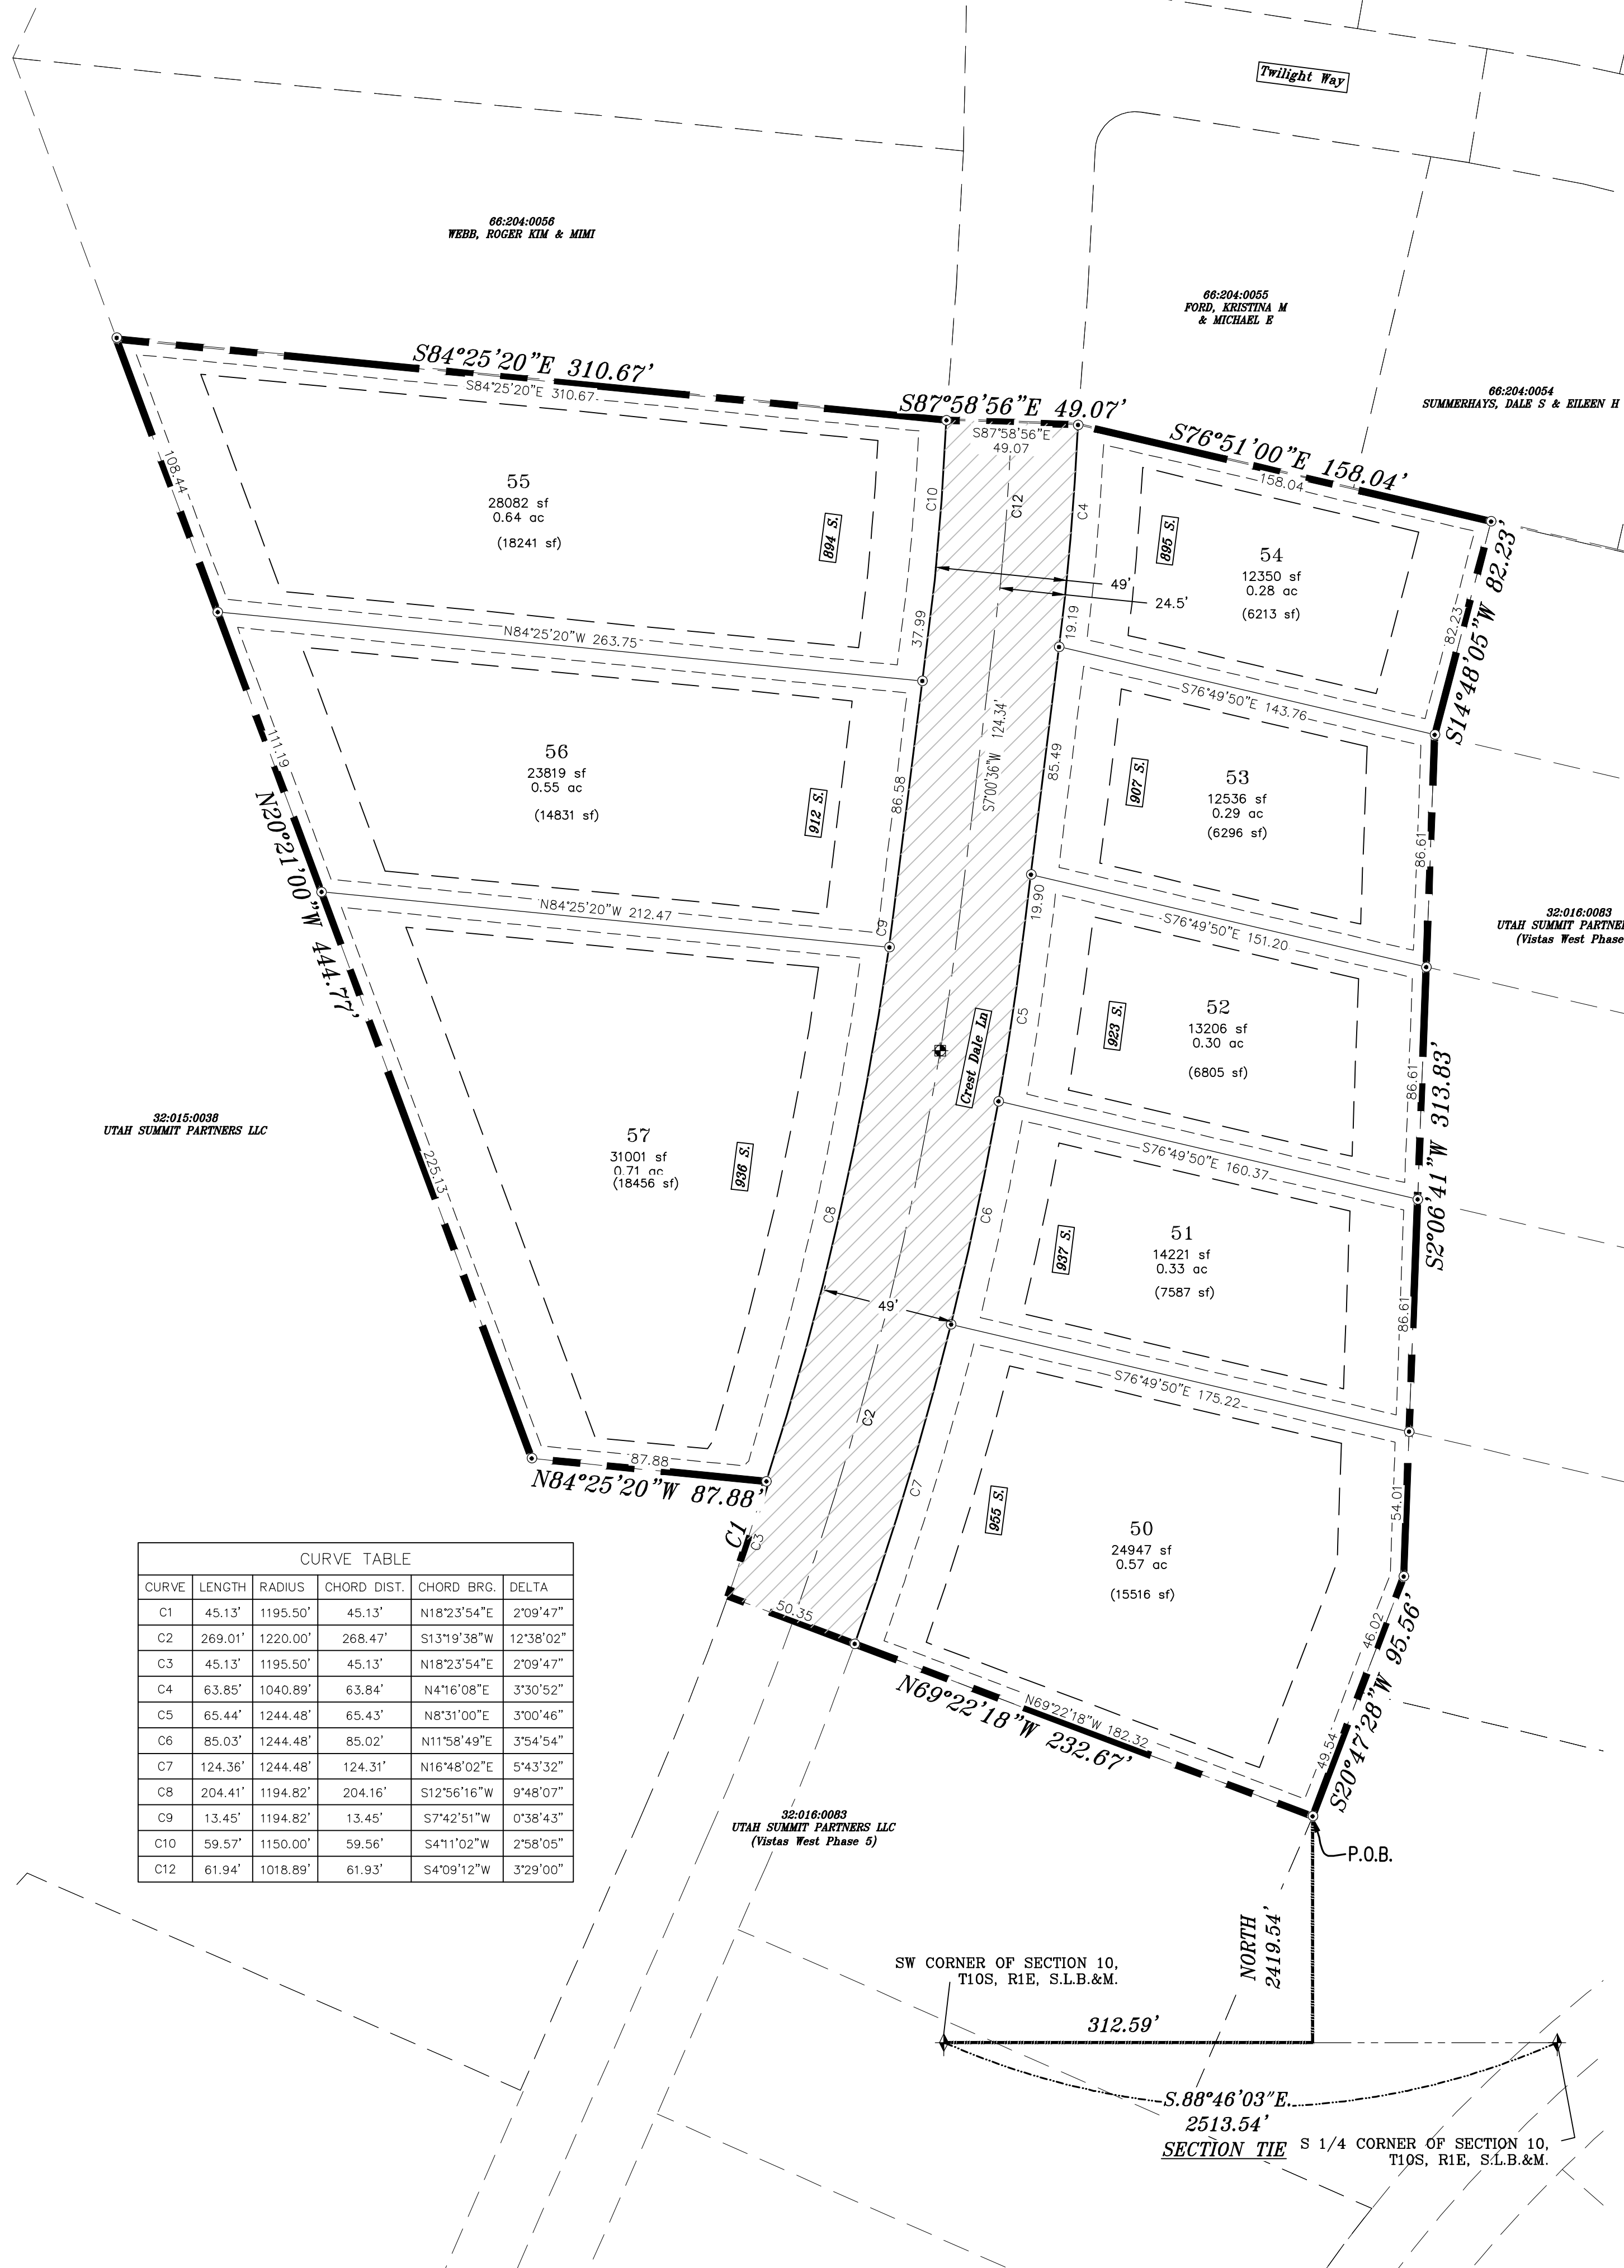 Twilight Way
66:204:0056
WEBB, ROGER KIM & MIMI
66:204:0055
FORD, KRISTINA M
& MICHAEL E
66:204:0054
SUMMERHAYS, DALE S & EILEEN H
S84°25'20"E 310.67'
S84°25'20"E 310.67
S87°58'56"E 49.07'
S87°58'56"E
49.07
S76°51'00"E 158.04'
158.04
108.44
55
28082 sf
0.64 ac
(18241 sf)
894 S.
C10
C12
C4
895 S.
54
12350 sf
0.28 ac
(6213 sf)
49'
24.5'
S14°48'05"W 82.23'
82.23
37.99
19.19
N84°25'20"W 263.75
S76°49'50"E 143.76
111.19
56
23819 sf
0.55 ac
(14831 sf)
912 S.
86.58
S7°00'36"W 124.34'
85.49
907 S.
53
12536 sf
0.29 ac
(6296 sf)
86.61
N20°21'00"W 444.77'
N84°25'20"W 212.47
C9
19.90
S76°49'50"E 151.20
32:016:0083
UTAH SUMMIT PARTNE
(Vistas West Phase
C5
923 S.
52
13206 sf
0.30 ac
(6805 sf)
86.61
S2°06'41"W 313.83'
Crest Dale Ln
32:015:0038
UTAH SUMMIT PARTNERS LLC
57
31001 sf
0.71 ac
(18456 sf)
936 S.
225.13
C8
S76°49'50"E 160.37
C6
937 S.
51
14221 sf
0.33 ac
(7587 sf)
86.61
49'
S76°49'50"E 175.22
C2
87.88
N84°25'20"W 87.88'
C7
955 S.
50
24947 sf
0.57 ac
(15516 sf)
54.01
C1
C3
50.35
46.02
S20°47'28"W 95.56'
49.54
N69°22'18"W 182.32
N69°22'18"W 232.67'
CURVE TABLE
CURVE LENGTH RADIUS CHORD DIST. CHORD BRG. DELTA
C1 45.13' 1195.50' 45.13' N18°23'54"E 2°09'47"
C2 269.01' 1220.00' 268.47' S13°19'38"W 12°38'02"
C3 45.13' 1195.50' 45.13' N18°23'54"E 2°09'47"
C4 63.85' 1040.89' 63.84' N4°16'08"E 3°30'52"
C5 65.44' 1244.48' 65.43' N8°31'00"E 3°00'46"
C6 85.03' 1244.48' 85.02' N11°58'49"E 3°54'54"
C7 124.36' 1244.48' 124.31' N16°48'02"E 5°43'32"
C8 204.41' 1194.82' 204.16' S12°56'16"W 9°48'07"
C9 13.45' 1194.82' 13.45' S7°42'51"W 0°38'43"
C10 59.57' 1150.00' 59.56' S4°11'02"W 2°58'05"
C12 61.94' 1018.89' 61.93' S4°09'12"W 3°29'00"
32:016:0083
UTAH SUMMIT PARTNERS LLC
(Vistas West Phase 5)
P.O.B.
NORTH
2419.54'
SW CORNER OF SECTION 10,
T10S, R1E, S.L.B.&M.
312.59'
S.88°46'03"E.
2513.54'
SECTION TIE
S 1/4 CORNER OF SECTION 10,
T10S, R1E, S.L.B.&M.